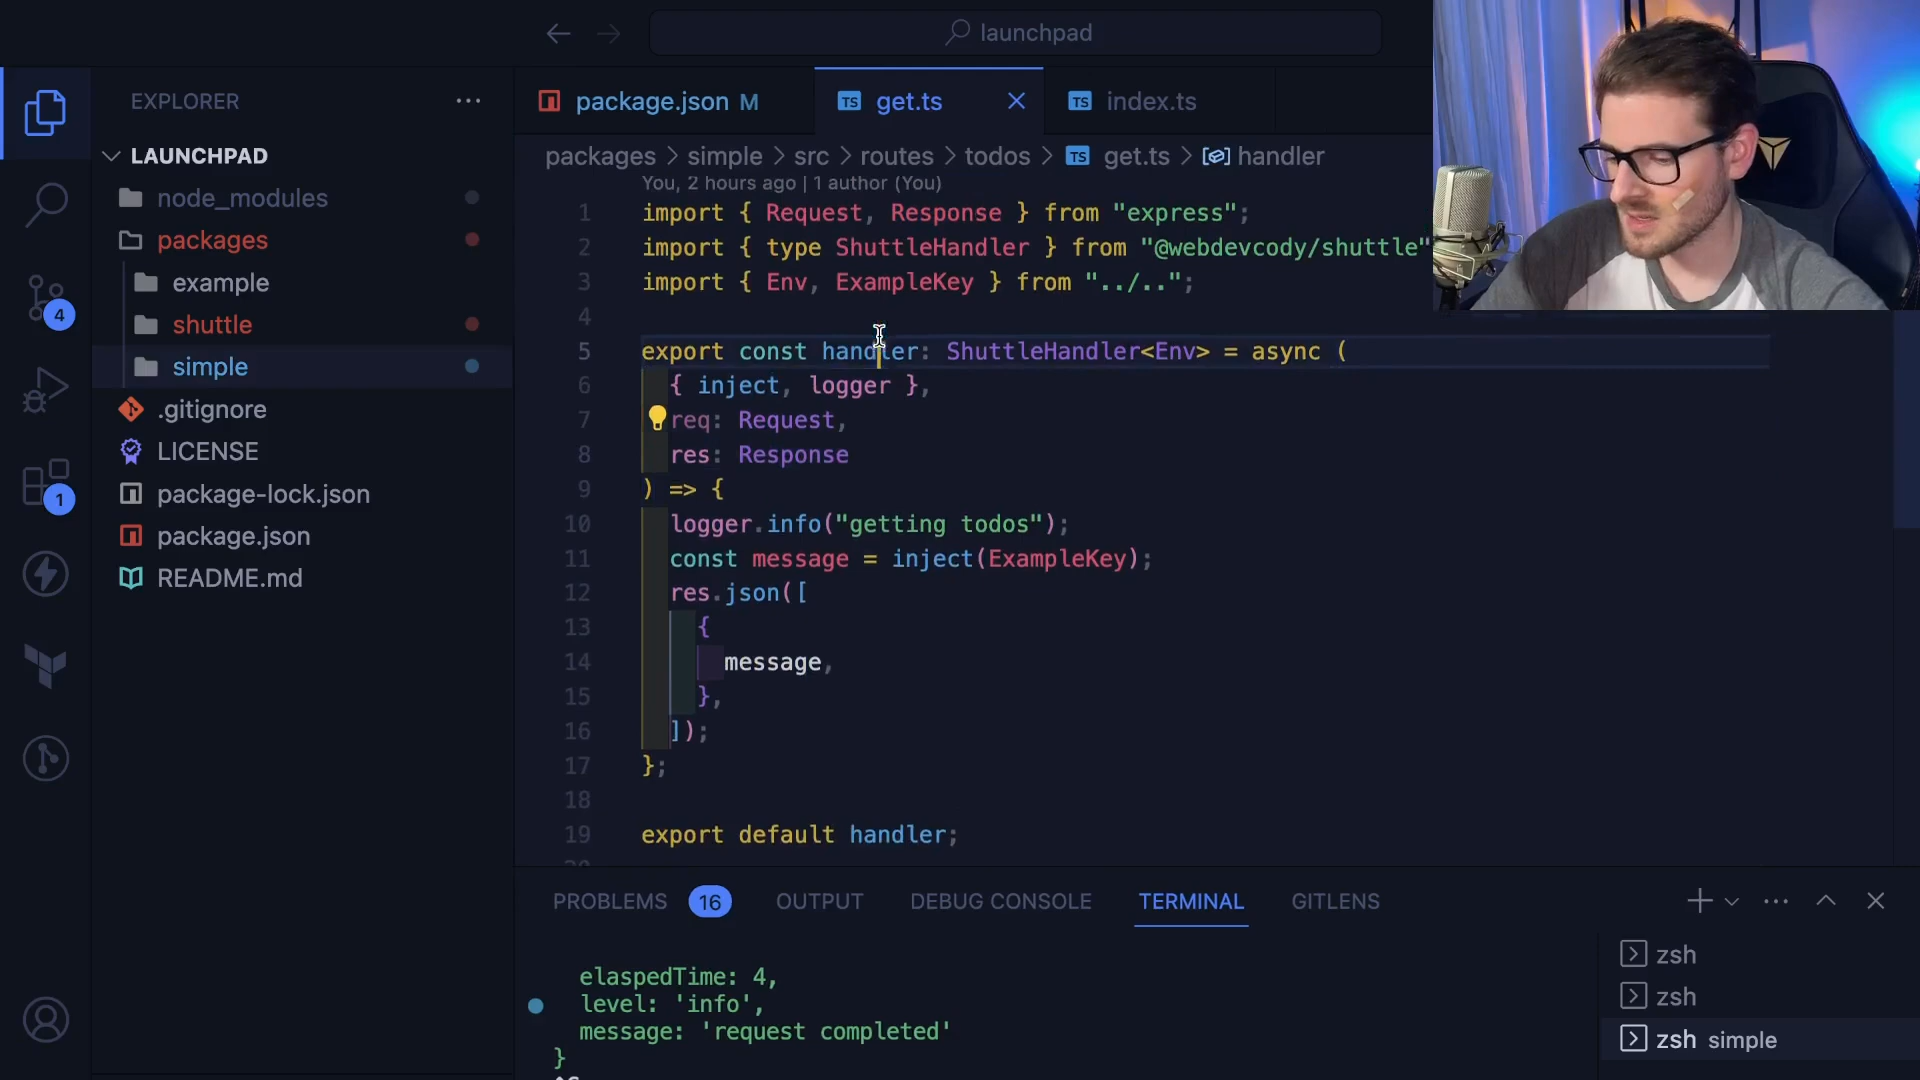 launchpad
EXPLORER
LAUNCHPAD
node_modules
packages
example
shuttle
simple
.gitignore
LICENSE
package-lock.json
package.json
README.md
4
1
package.json M
TS get.ts
TS index.ts
packages > simple > src > routes > todos > TS get.ts > handler
You, 2 hours ago | 1 author (You)
1 import { Request, Response } from "express";
2 import { type ShuttleHandler } from "@webdevcody/shuttle"
3 import { Env, ExampleKey } from "../..";
4
5 export const handler: ShuttleHandler<Env> = async (
6 { inject, logger },
7 req: Request,
8 res: Response
9 ) => {
10 logger.info("getting todos");
11 const message = inject(ExampleKey);
12 res.json([
13 {
14 message,
15 },
16 ]);
17 };
18
19 export default handler;
PROBLEMS 16 OUTPUT DEBUG CONSOLE TERMINAL GITLENS
elaspedTime: 4,
level: 'info',
message: 'request completed'
}
zsh
zsh
zsh simple